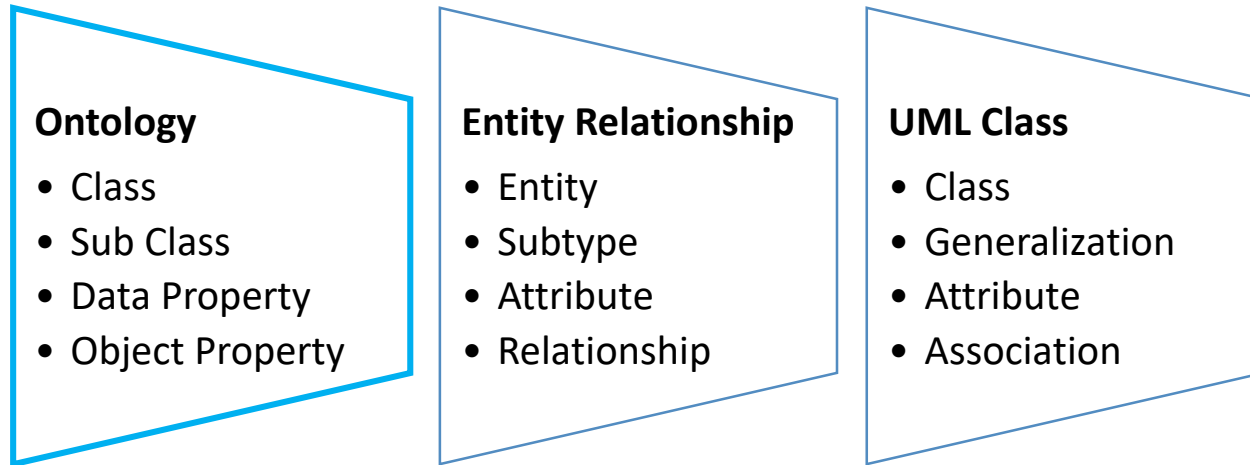 Ontology
• Class
• Sub Class
• Data Property
• Object Property
Entity Relationship
• Entity
• Subtype
• Attribute
• Relationship
UML Class
• Class
• Generalization
• Attribute
• Association